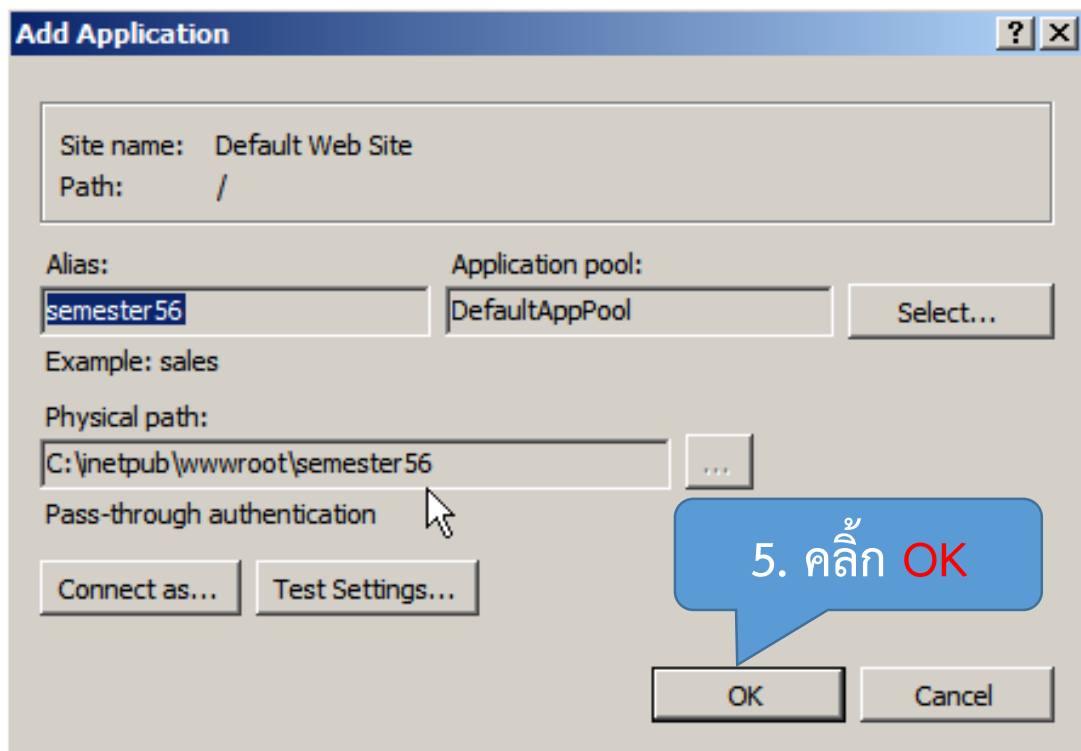 Add Application
Site name: Default Web Site
Path: /
Alias:
Application pool:
semester56
DefaultAppPool
Select...
Example: sales
Physical path:
C:\inetpub\wwwroot\semester56
...
Pass-through authentication
5. คลิ้ก OK
Connect as...
Test Settings...
OK
Cancel